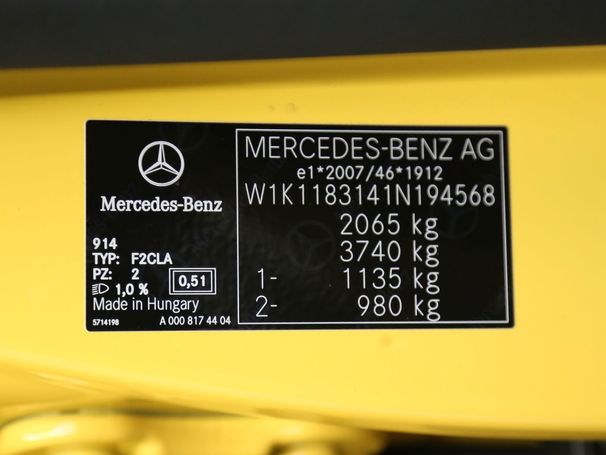 Mercedes-Benz
914
TYP: F2CLA
PZ: 2
1,0 % 0,51
Made in Hungary
5714198 A 000 817 44 04
MERCEDES-BENZ AG
e1*2007/46*1912
W1K1183141N194568
2065 kg
3740 kg
1- 1135 kg
2- 980 kg